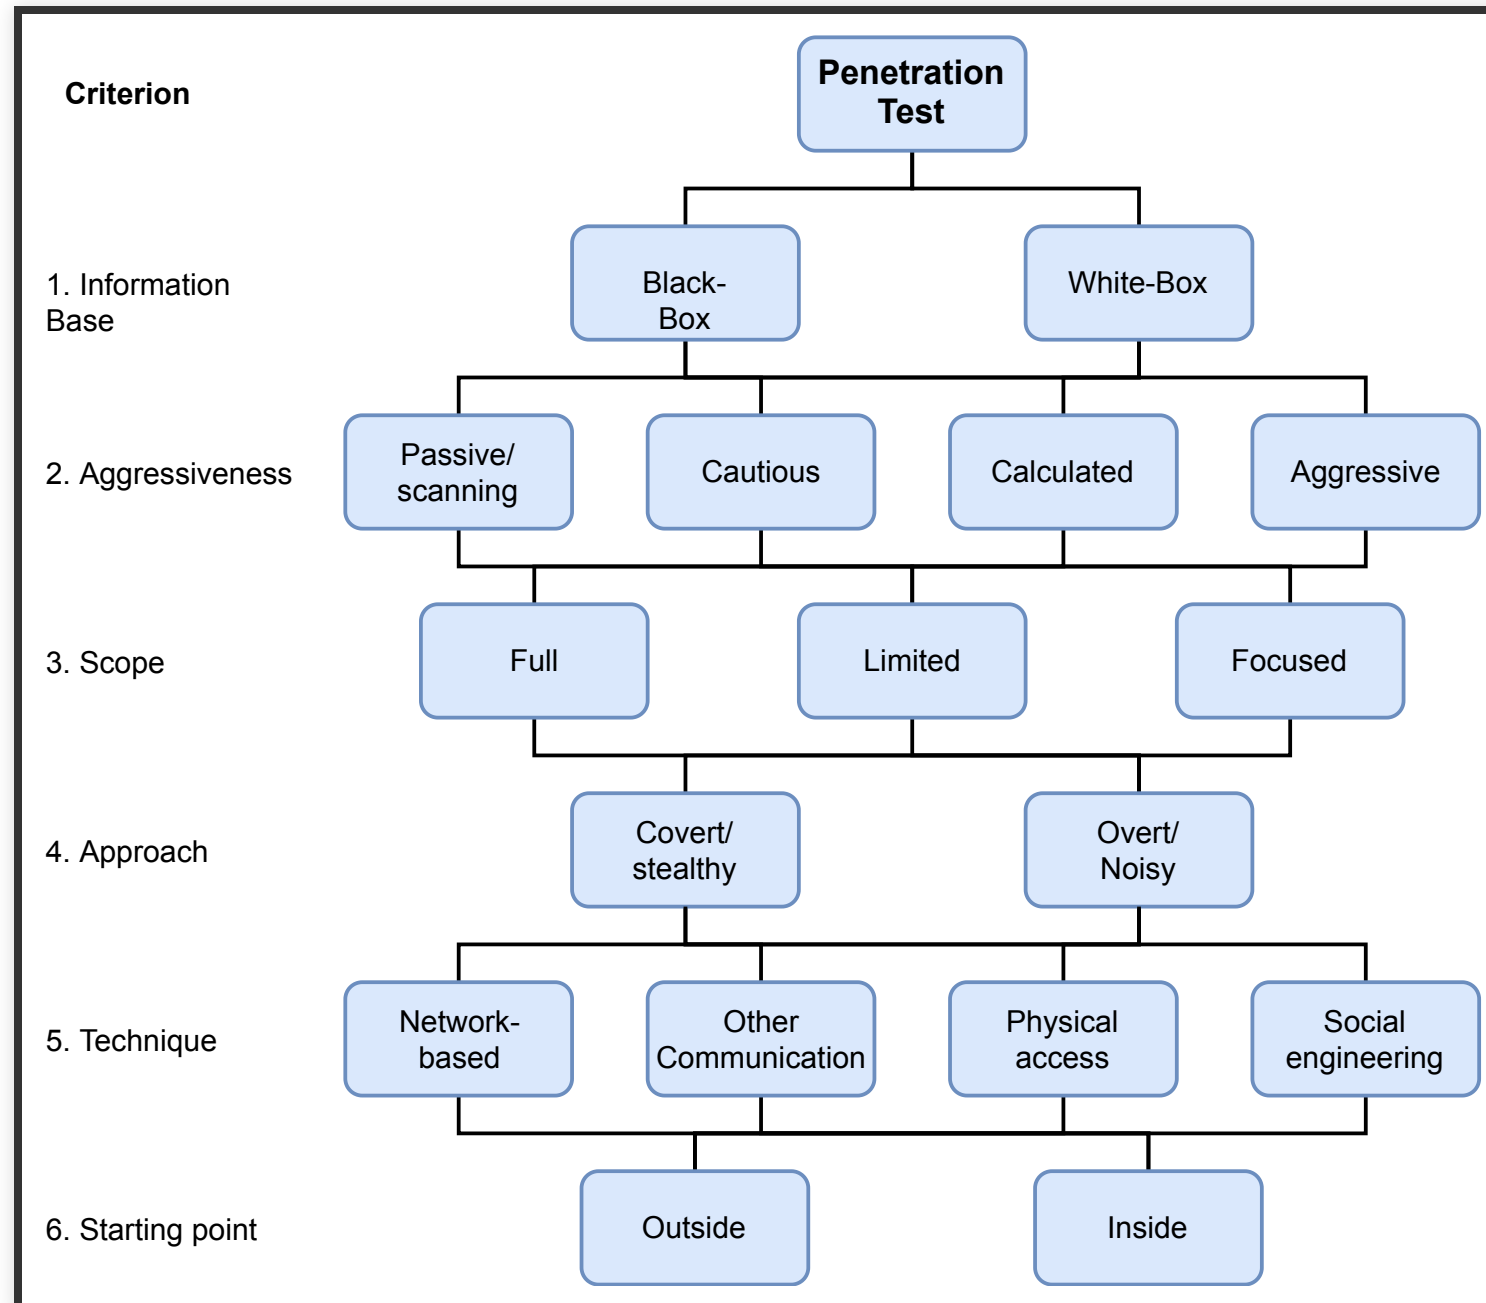 Criterion
Penetration
Test
1. Information
Base
Black-
Box
White-Box
2. Aggressiveness
Passive/
scanning
Cautious
Calculated
Aggressive
3. Scope
Full
Limited
Focused
4. Approach
Covert/
stealthy
Overt/
Noisy
5. Technique
Network-
based
Other
Communication
Physical
access
Social
engineering
6. Starting point
Outside
Inside